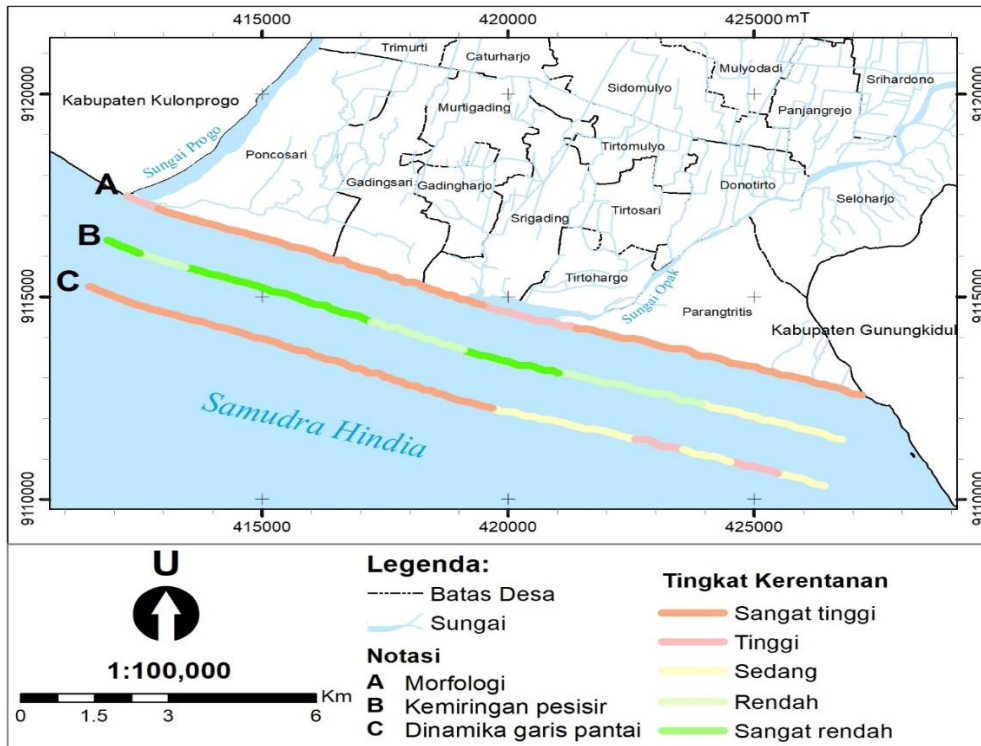 415000 420000 425000 mT
9120000
9115000
9110000
9120000
9115000
9110000
Trimurti
Caturharjo
Mulyodadi
Srihardono
Kabupaten Kulonprogo
Sidomulyo
Murtigading
Panjangrejo
Sungai Progo
Poncosari
Tirtomulyo
Gadingsari
Gadingharjo
Donotirto
Seloharjo
Srigading
Tirtosari
Tirtohargo
Sungai Opak
Parangtritis
Kabupaten Gunungkidul
A
B
C
Samudra Hindia
415000 420000 425000
U
1:100,000
Km
0 1.5 3 6
Legenda:
Batas Desa
Sungai
Notasi
A Morfologi
B Kemiringan pesisir
C Dinamika garis pantai
Tingkat Kerentanan
Sangat tinggi
Tinggi
Sedang
Rendah
Sangat rendah